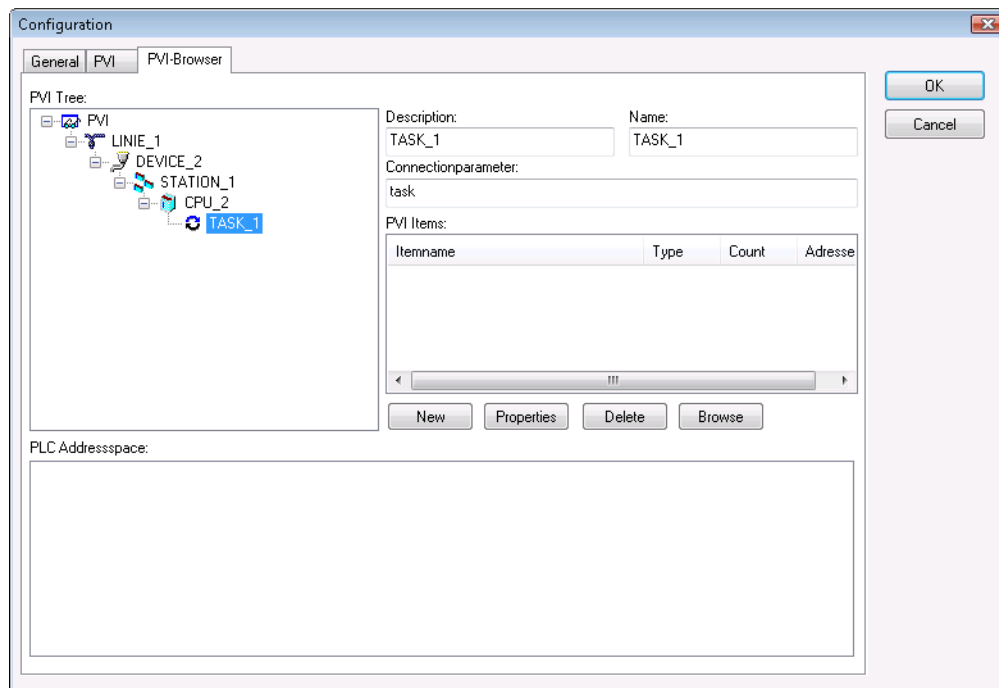 Configuration
General PVI PVI-Browser
OK
Cancel
PVI Tree:
PVI
LINIE_1
DEVICE_2
STATION_1
CPU_2
TASK_1
Description: Name:
TASK_1 TASK_1
Connectionparameter:
task
PVI Items:
Itemname Type Count Adresse
New Properties Delete Browse
PLC Addressspace: